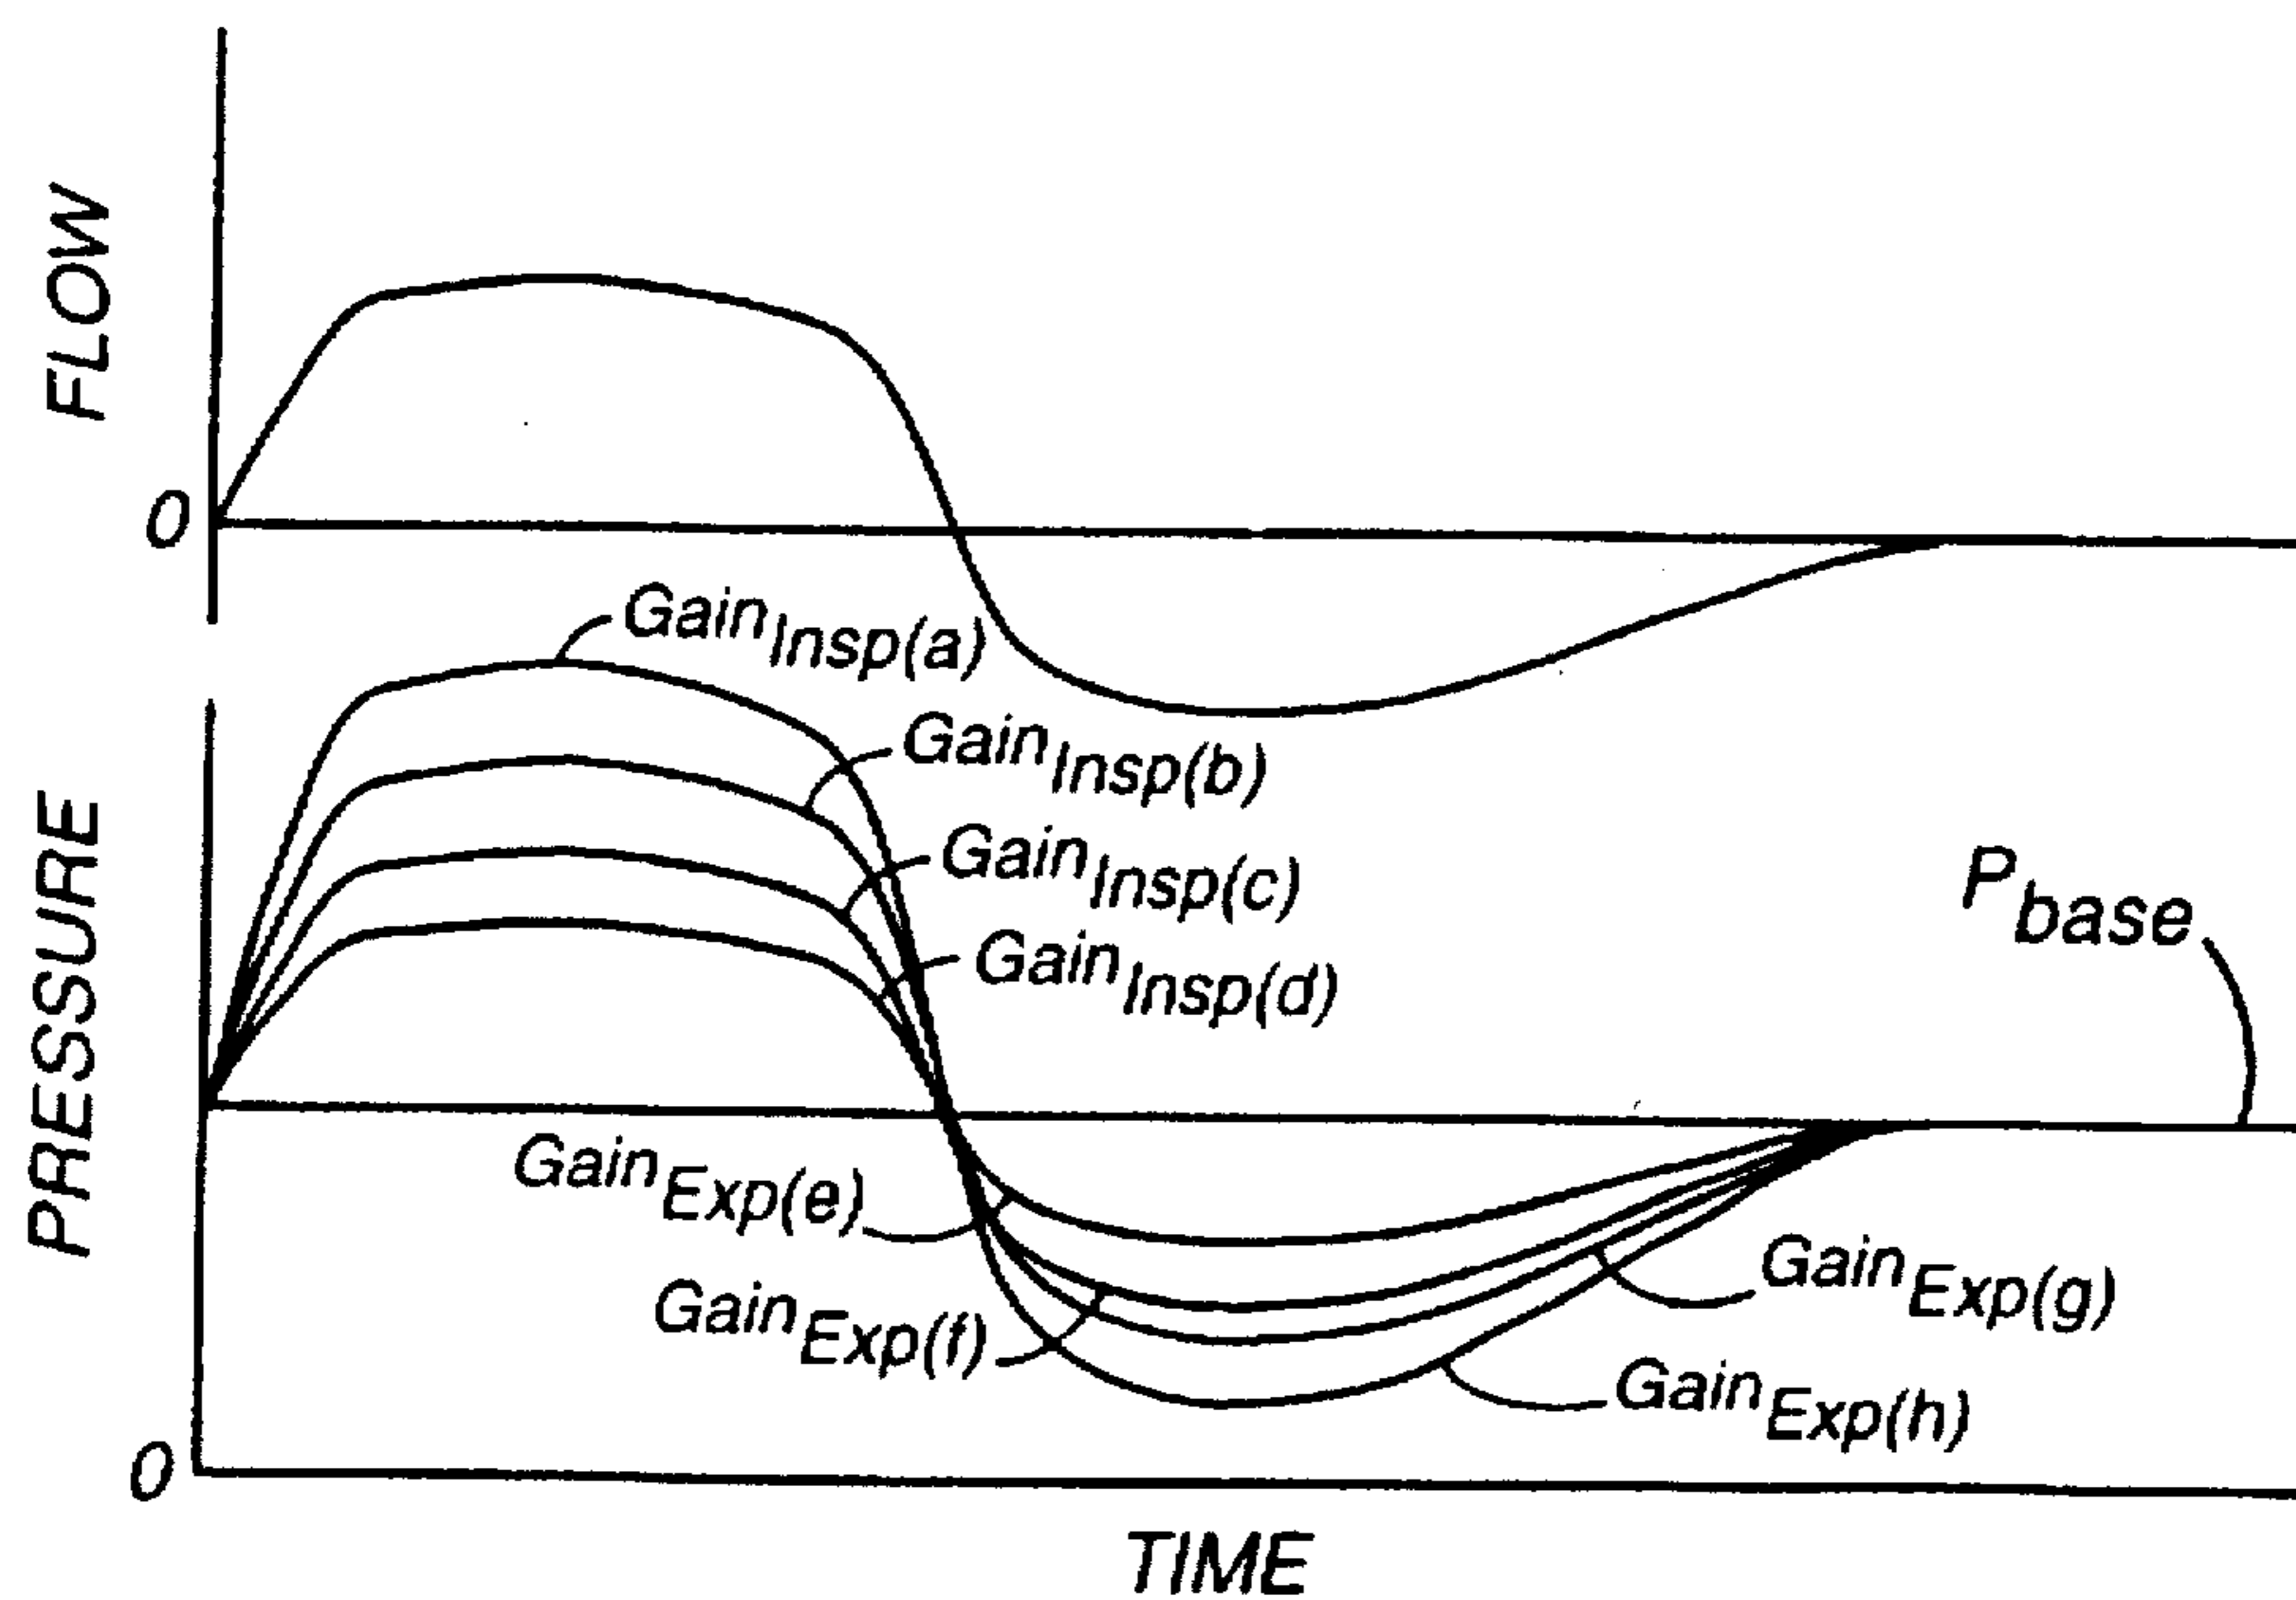 FLOW
0
Gain Insp(a)
Gain Insp(b)
Gain Insp(c)
Gain Insp(d)
P base
PRESSURE
Gain Exp(e)
Gain Exp(f)
Gain Exp(g)
Gain Exp(h)
0
TIME